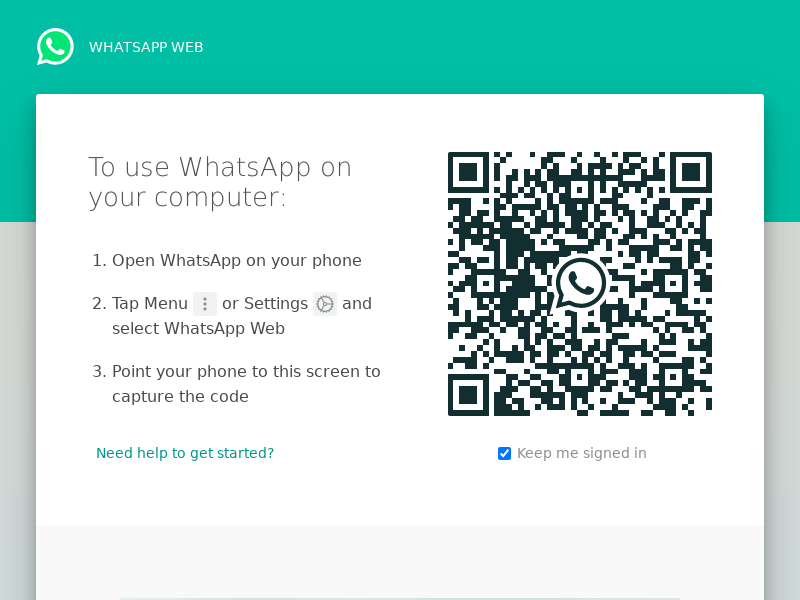 WHATSAPP WEB
To use WhatsApp on
your computer:
1. Open WhatsApp on your phone
2. Tap Menu or Settings and
select WhatsApp Web
3. Point your phone to this screen to
capture the code
Need help to get started?
Keep me signed in